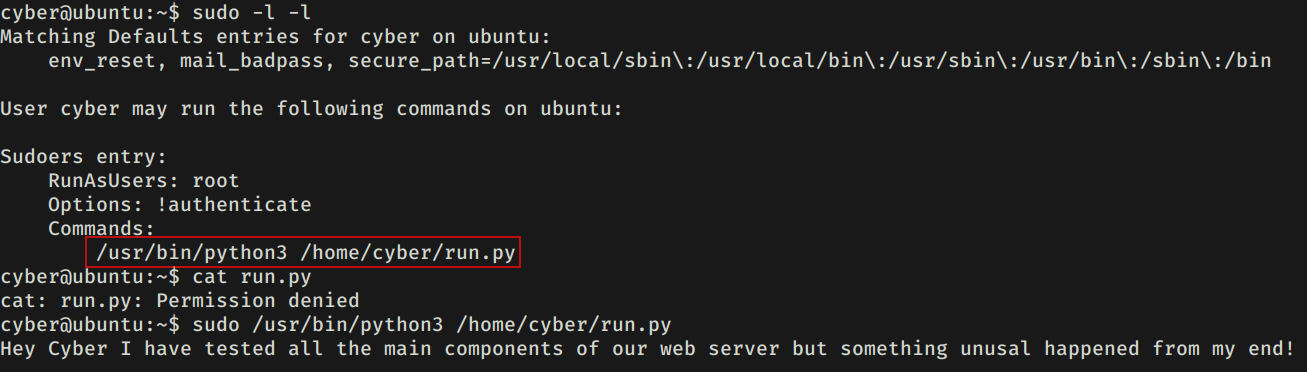 cyber@ubuntu:~$ sudo -l -l
Matching Defaults entries for cyber on ubuntu:
    env_reset, mail_badpass, secure_path=/usr/local/sbin\:/usr/local/bin\:/usr/sbin\:/usr/bin\:/sbin\:/bin
User cyber may run the following commands on ubuntu:
Sudoers entry:
    RunAsUsers: root
    Options: !authenticate
    Commands:
        /usr/bin/python3 /home/cyber/run.py
cyber@ubuntu:~$ cat run.py
cat: run.py: Permission denied
cyber@ubuntu:~$ sudo /usr/bin/python3 /home/cyber/run.py
Hey Cyber I have tested all the main components of our web server but something unusal happened from my end!